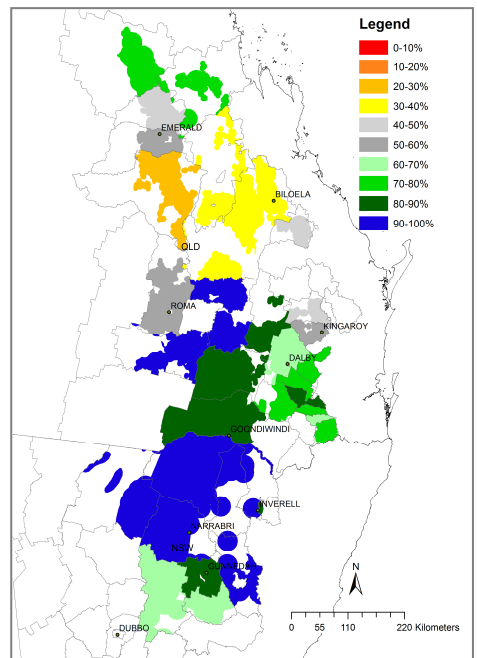 Legend
0-10%
10-20%
20-30%
30-40%
40-50%
50-60%
60-70%
70-80%
80-90%
90-100%
EMERALD
BILOELA
QLD
ROMA
KINGAROY
DALBY
GOONDIWINDI
INVERELL
NARRABRI
NSW
GUNNEDAH
N
DUBBO
0 55 110 220 Kilometers